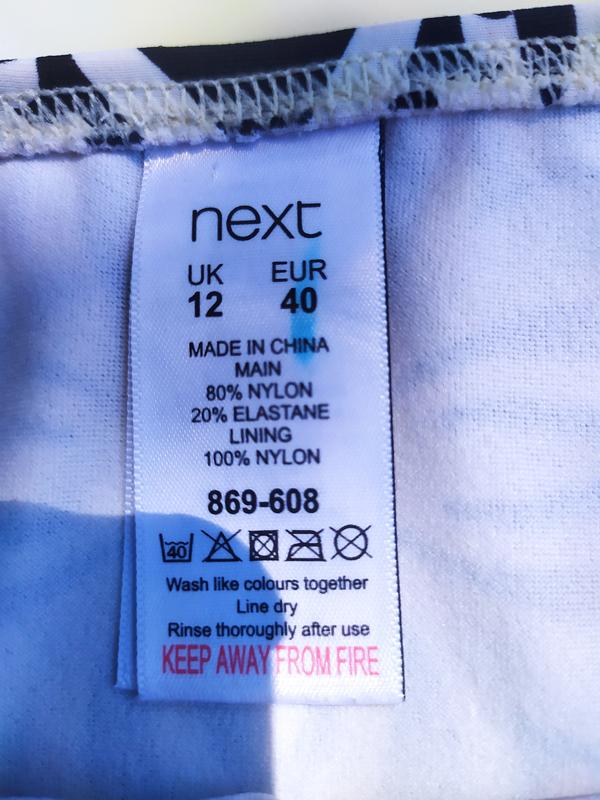 next
UK EUR
12 40
MADE IN CHINA
MAIN
80% NYLON
20% ELASTANE
LINING
100% NYLON
869-608
40
Wash like colours together
Line dry
Rinse thoroughly after use
KEEP AWAY FROM FIRE